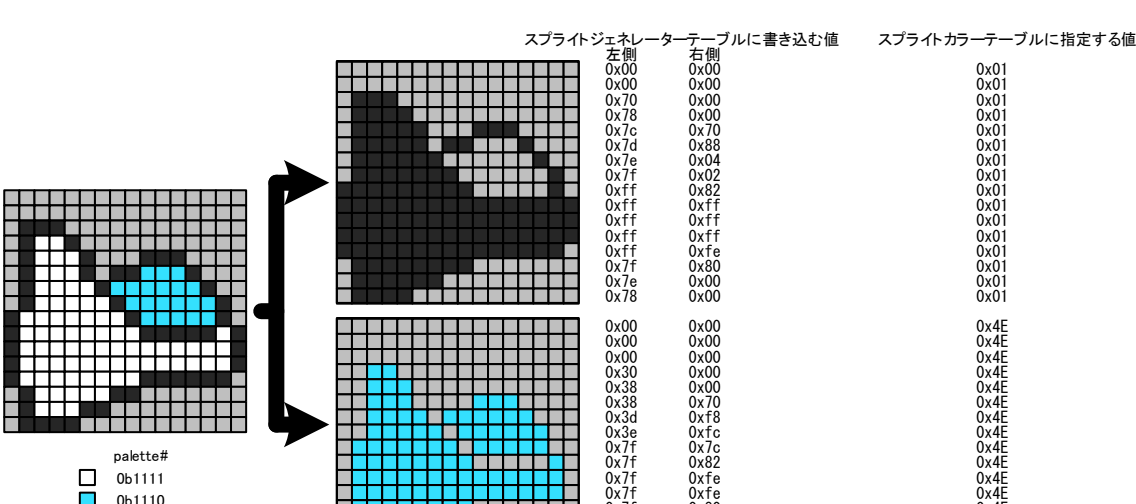 スプライトジェネレーターテーブルに書き込む値 スプライトカラーテーブルに指定する値
左側 右側
0x00 0x00 0x01
0x00 0x00 0x01
0x70 0x00 0x01
0x78 0x00 0x01
0x7c 0x70 0x01
0x7d 0x88 0x01
0x7e 0x04 0x01
0x7f 0x02 0x01
0xff 0x82 0x01
0xff 0xff 0x01
0xff 0xff 0x01
0xff 0xff 0x01
0xff 0xfe 0x01
0x7f 0x80 0x01
0x7e 0x00 0x01
0x78 0x00 0x01
0x00 0x00 0x4E
0x00 0x00 0x4E
0x00 0x00 0x4E
0x30 0x00 0x4E
0x38 0x00 0x4E
0x38 0x70 0x4E
0x3d 0xf8 0x4E
0x3e 0xfc 0x4E
0x7f 0x7c 0x4E
0x7f 0x82 0x4E
0x7f 0xfe 0x4E
0x7f 0xfe 0x4E
palette#
0b1111
0b1110